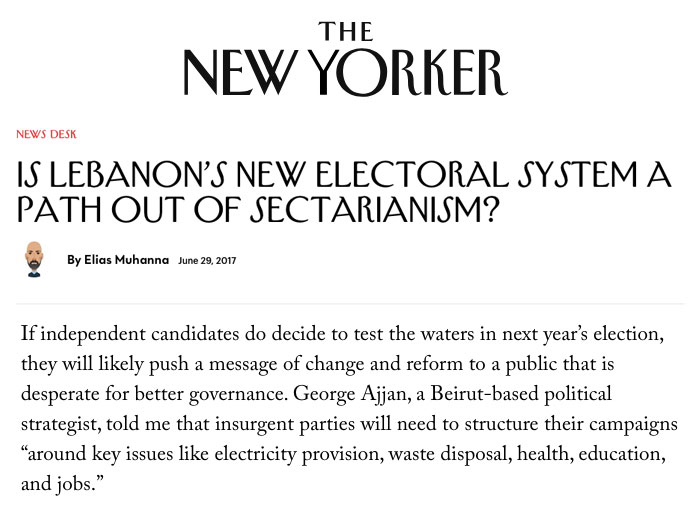 THE
NEW YORKER
NEWS DESK
IS LEBANON’S NEW ELECTORAL SYSTEM A
PATH OUT OF SECTARIANISM?
By Elias Muhanna June 29, 2017
If independent candidates do decide to test the waters in next year’s election,
they will likely push a message of change and reform to a public that is
desperate for better governance. George Ajjan, a Beirut-based political
strategist, told me that insurgent parties will need to structure their campaigns
“around key issues like electricity provision, waste disposal, health, education,
and jobs.”